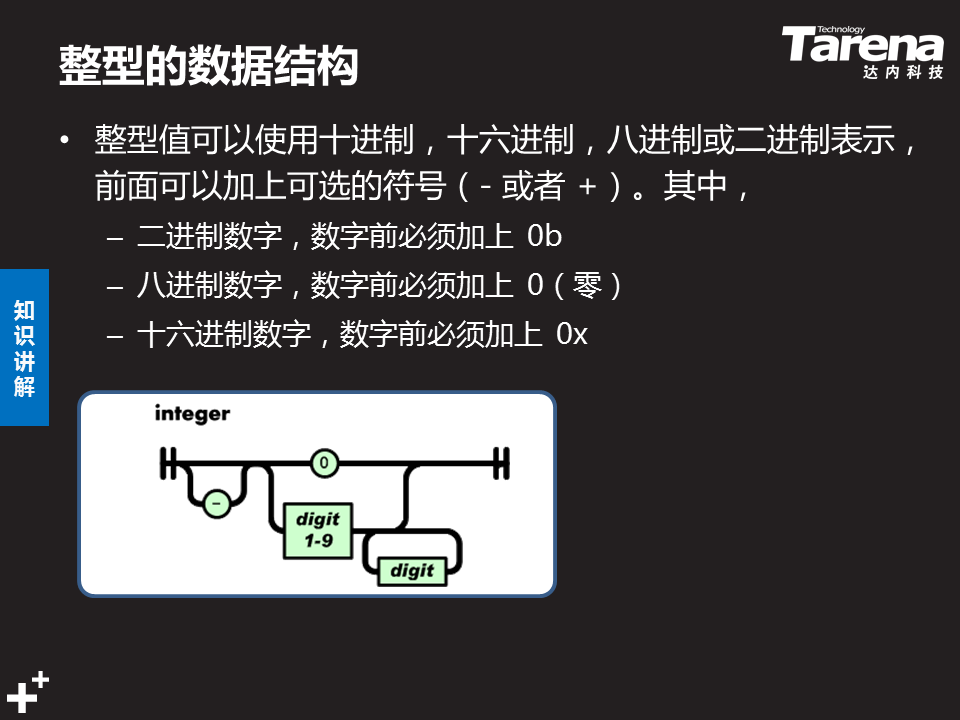 整型的数据结构
Technology
Tarena
达内科技
• 整型值可以使用十进制，十六进制，八进制或二进制表示，
前面可以加上可选的符号（- 或者 +）。其中，
– 二进制数字，数字前必须加上 0b
– 八进制数字，数字前必须加上 0（零）
– 十六进制数字，数字前必须加上 0x
知
识
讲
解
integer
0
-
digit
1-9
digit